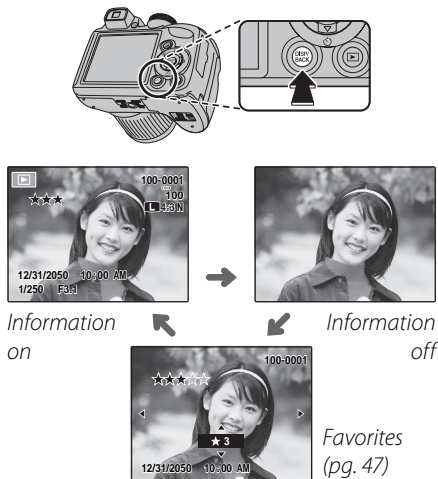 DISP/
BACK
100-0001
ISO
100
L 4:3 N
12/31/2050 10:00 AM
1/250 F3.1
Information
on
Information
off
100-0001
★ 3
12/31/2050 10:00 AM
Favorites
(pg. 47)